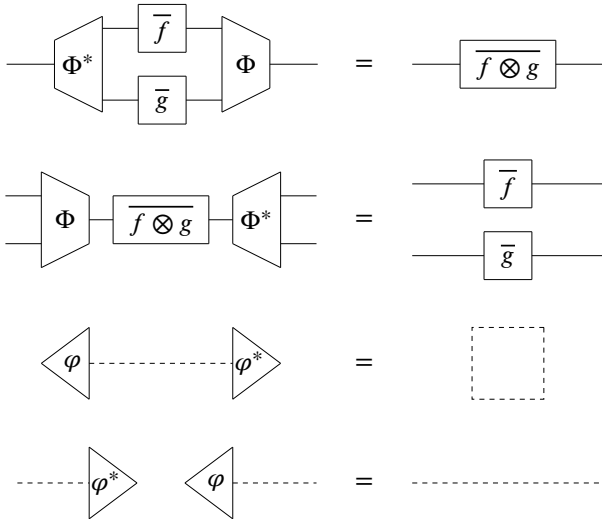 Φ* f̅ g̅ Φ = \overline{f ⊗ g}
Φ \overline{f ⊗ g} Φ* = f̅ g̅
φ φ* =
φ* φ =